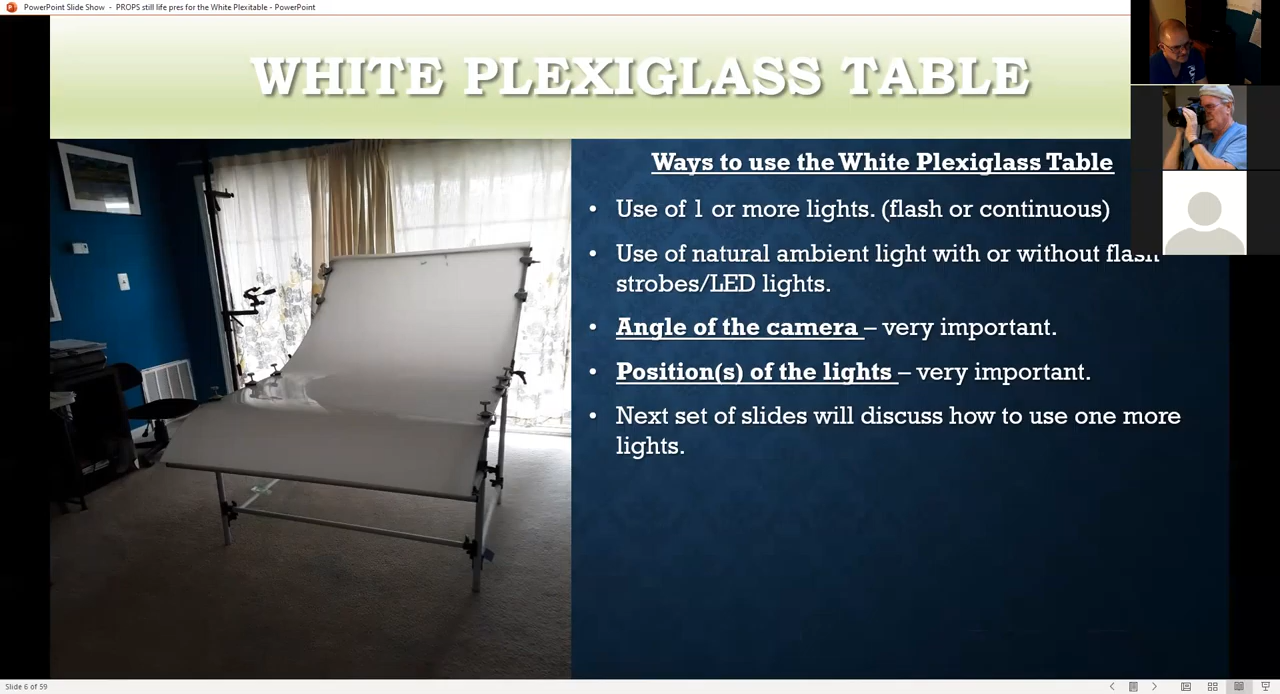 PowerPoint Slide Show - PROPS still life pres for the White Plexitable - PowerPoint
WHITE PLEXIGLASS TABLE
Ways to use the White Plexiglass Table
• Use of 1 or more lights. (flash or continuous)
• Use of natural ambient light with or without flash
strobes/LED lights.
• Angle of the camera – very important.
• Position(s) of the lights – very important.
• Next set of slides will discuss how to use one more
lights.
Slide 6 of 59